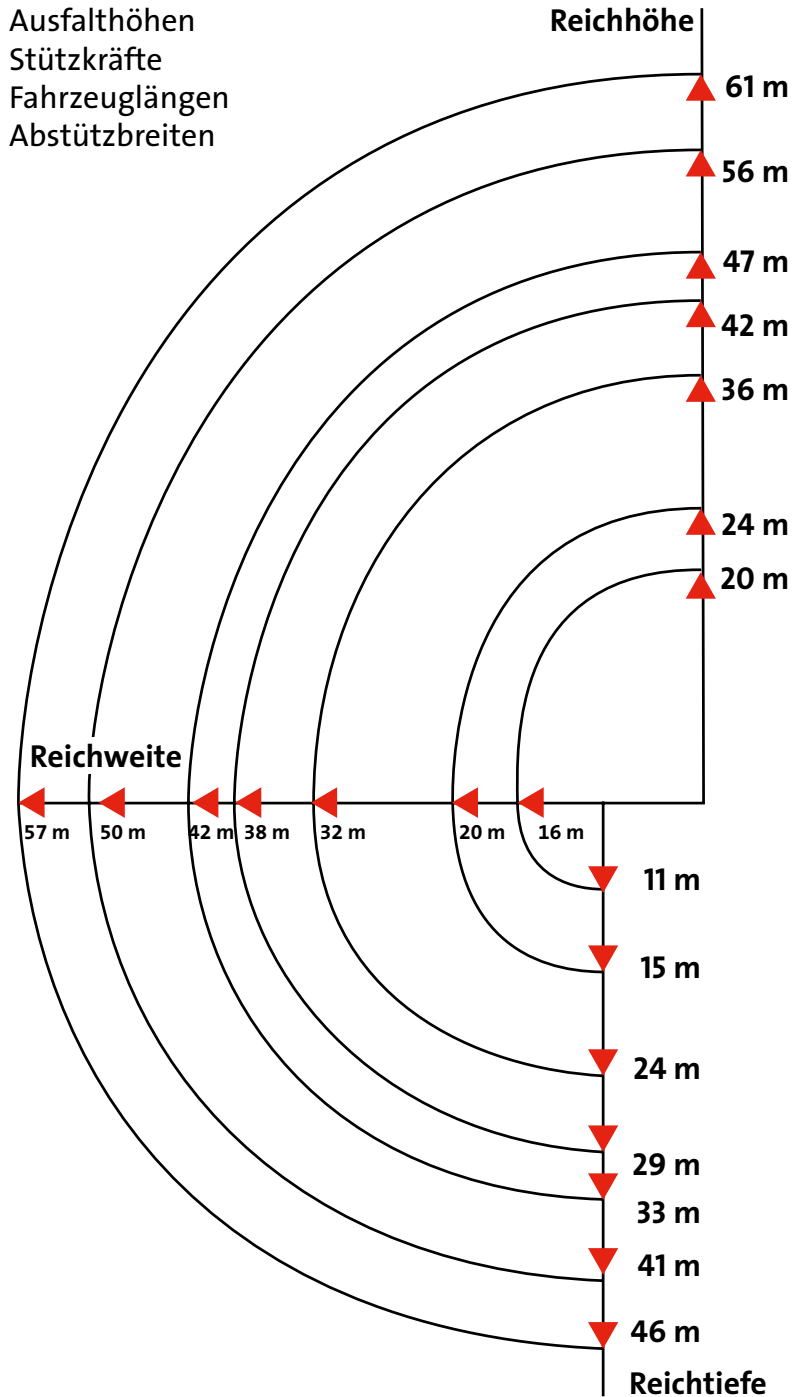 Ausfalthöhen
Stützkräfte
Fahrzeuglängen
Abstützbreiten
Reichhöhe
61 m
56 m
47 m
42 m
36 m
24 m
20 m
Reichweite
57 m 50 m 42 m 38 m 32 m 20 m 16 m
11 m
15 m
24 m
29 m
33 m
41 m
46 m
Reichtiefe